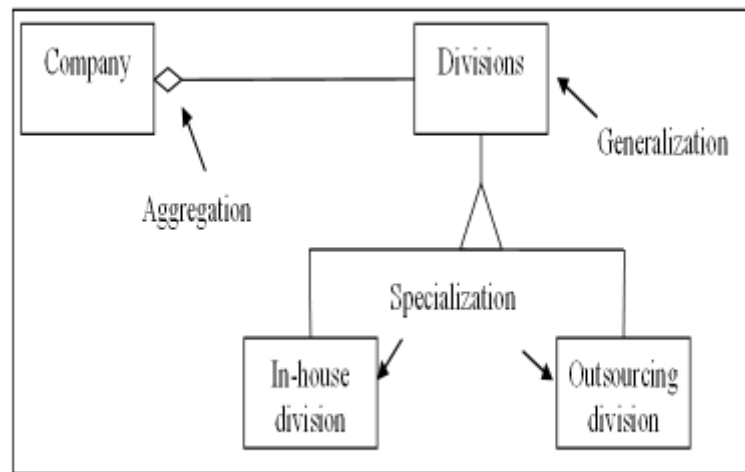 Company
Divisions
Generalization
Aggregation
Specialization
In-house
division
Outsourcing
division